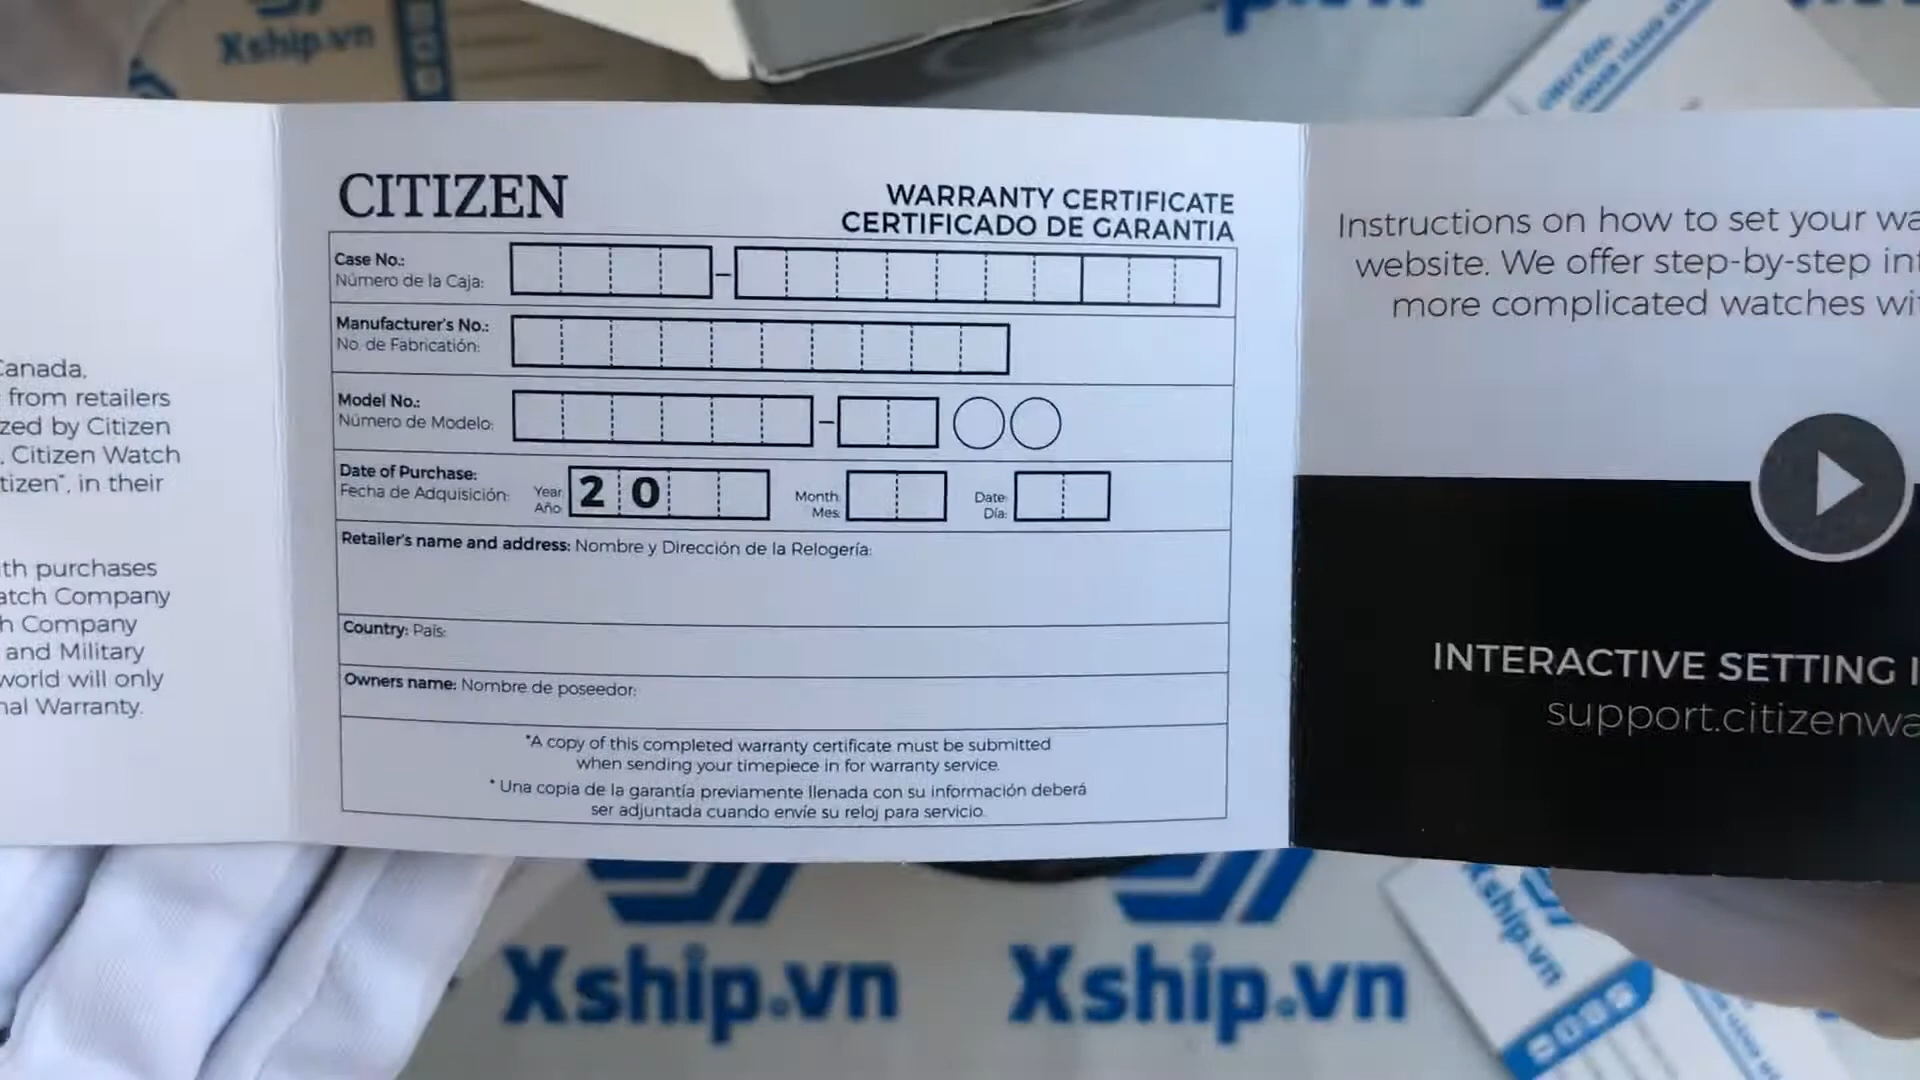 Xship.vn
Canada,
from retailers
zed by Citizen
, Citizen Watch
tizen", in their
ith purchases
atch Company
h Company
and Military
world will only
nal Warranty.
CITIZEN
WARRANTY CERTIFICATE
CERTIFICADO DE GARANTIA
Case No.:
Número de la Caja:
Manufacturer's No.:
No. de Fabricatión:
Model No.:
Número de Modelo:
Date of Purchase:
Fecha de Adquisición:
Year:
Año:
2 0
Month:
Mes:
Date:
Día:
Retailer's name and address: Nombre y Dirección de la Relogería:
Country: País:
Owners name: Nombre de poseedor:
*A copy of this completed warranty certificate must be submitted
when sending your timepiece in for warranty service.
* Una copia de la garantía previamente llenada con su información deberá
ser adjuntada cuando envíe su reloj para servicio.
Instructions on how to set your wa
website. We offer step-by-step int
more complicated watches wi
INTERACTIVE SETTING I
support.citizenwa
Xship.vn
Xship.vn
Xship.vn